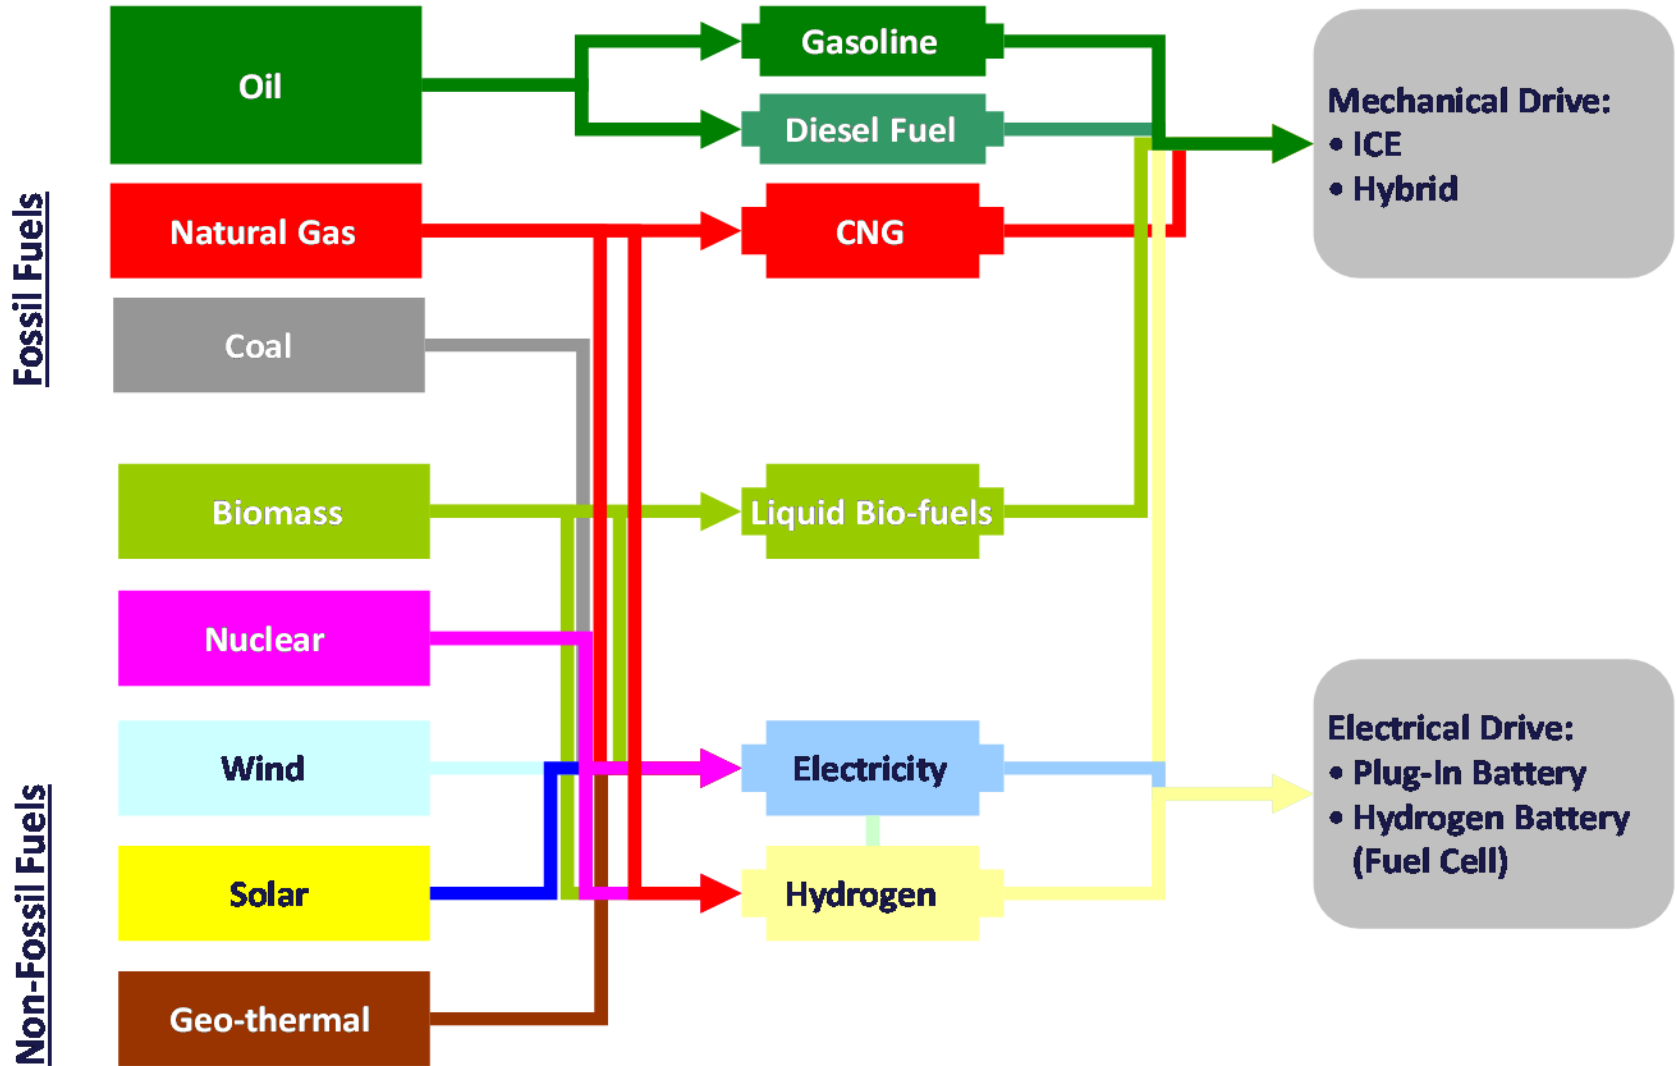 Fossil Fuels
Non-Fossil Fuels
Oil
Natural Gas
Coal
Biomass
Nuclear
Wind
Solar
Geo-thermal
Gasoline
Diesel Fuel
CNG
Liquid Bio-fuels
Electricity
Hydrogen
Mechanical Drive:
• ICE
• Hybrid
Electrical Drive:
• Plug-In Battery
• Hydrogen Battery
(Fuel Cell)